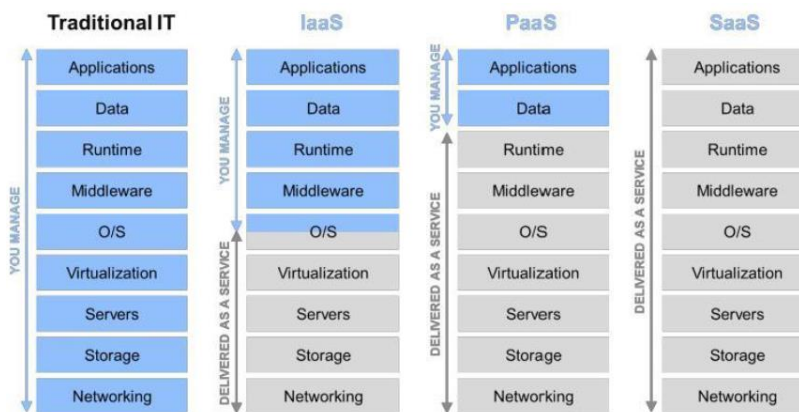 Traditional IT
IaaS
PaaS
SaaS
YOU MANAGE
Applications
Data
Runtime
Middleware
O/S
Virtualization
Servers
Storage
Networking
YOU MANAGE
DELIVERED AS A SERVICE
Applications
Data
Runtime
Middleware
O/S
Virtualization
Servers
Storage
Networking
YOU MANAGE
DELIVERED AS A SERVICE
Applications
Data
Runtime
Middleware
O/S
Virtualization
Servers
Storage
Networking
DELIVERED AS A SERVICE
Applications
Data
Runtime
Middleware
O/S
Virtualization
Servers
Storage
Networking